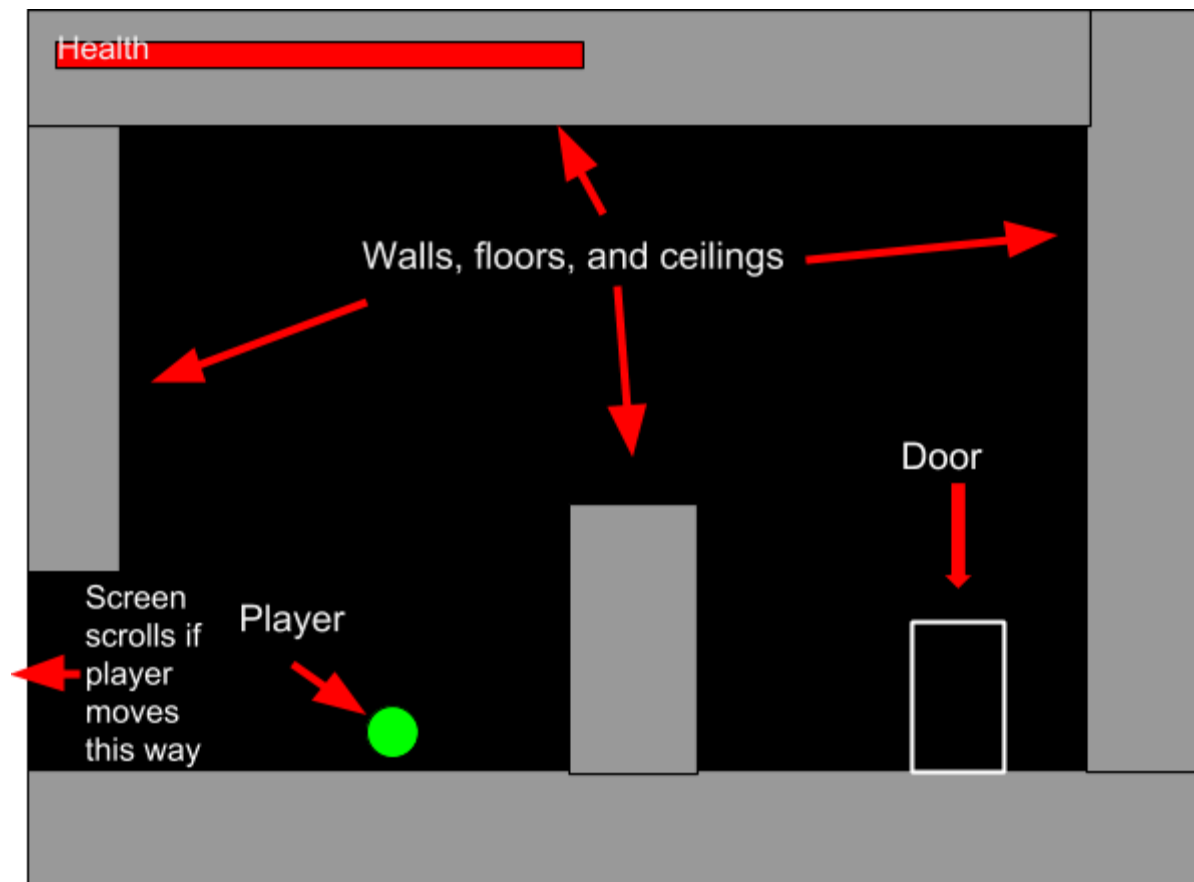 Health
Walls, floors, and ceilings
Door
Screen
scrolls if
player
moves
this way
Player